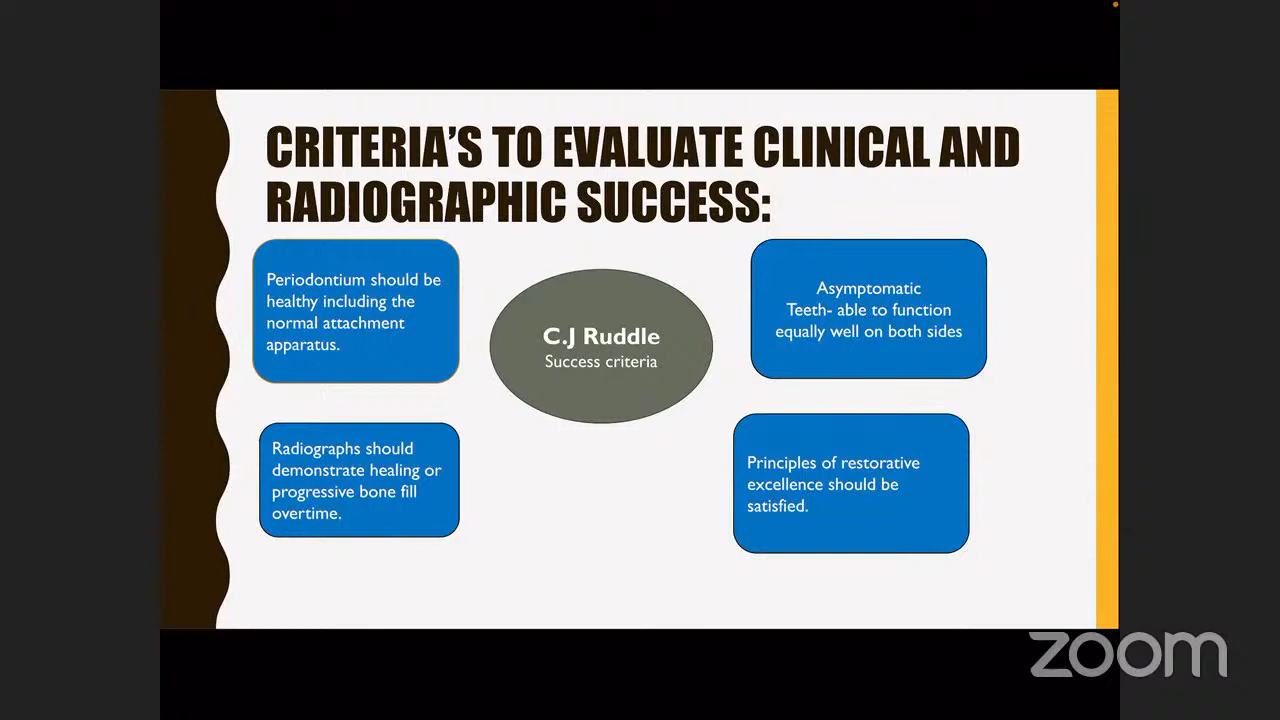 CRITERIA'S TO EVALUATE CLINICAL AND
RADIOGRAPHIC SUCCESS:
Periodontium should be
healthy including the
normal attachment
apparatus.
C.J Ruddle
Success criteria
Asymptomatic
Teeth- able to function
equally well on both sides
Radiographs should
demonstrate healing or
progressive bone fill
overtime.
Principles of restorative
excellence should be
satisfied.
zoom